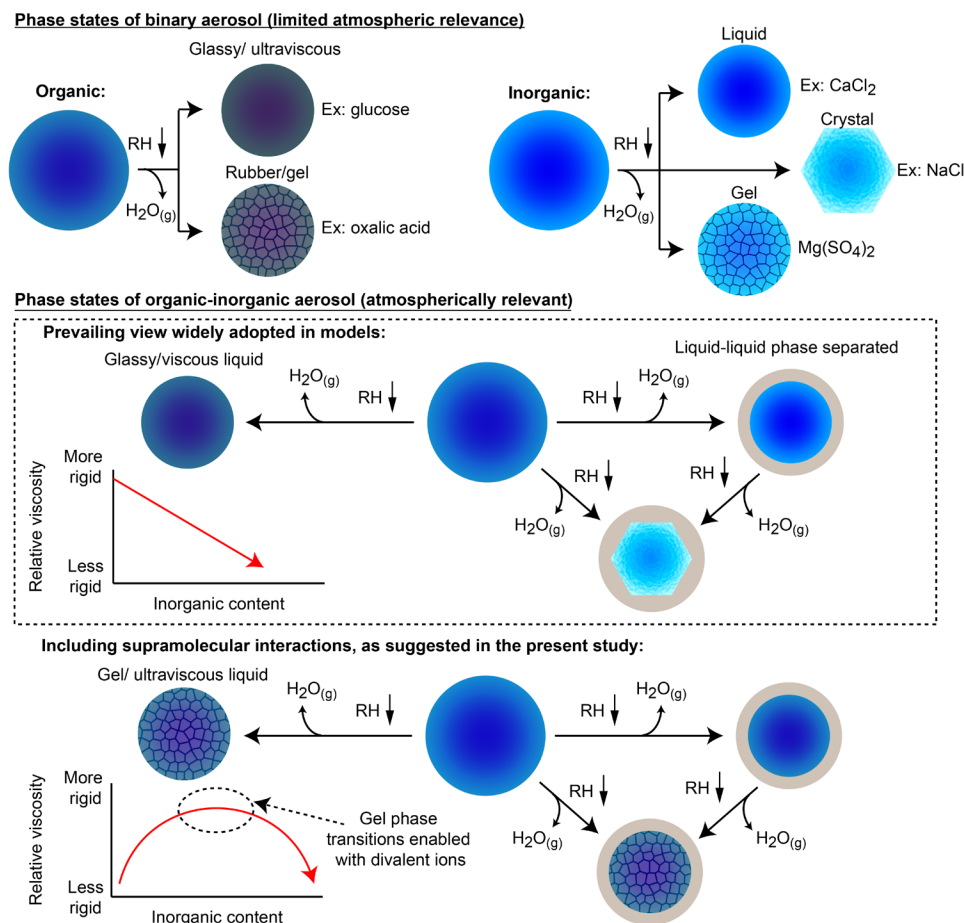 Phase states of binary aerosol (limited atmospheric relevance)
Glassy/ ultraviscous
Organic:
RH
H2O(g)
Ex: glucose
Rubber/gel
Ex: oxalic acid
Liquid
Inorganic:
RH
H2O(g)
Ex: CaCl2
Crystal
Ex: NaCl
Gel
Mg(SO4)2
Phase states of organic-inorganic aerosol (atmospherically relevant)
Prevailing view widely adopted in models:
Glassy/viscous liquid
H2O(g)
RH
RH
H2O(g)
Liquid-liquid phase separated
RH
H2O(g)
RH
H2O(g)
Relative viscosity
More
rigid
Less
rigid
Inorganic content
Including supramolecular interactions, as suggested in the present study:
Gel/ ultraviscous liquid
H2O(g)
RH
RH
H2O(g)
RH
H2O(g)
RH
H2O(g)
Relative viscosity
More
rigid
Less
rigid
Gel phase
transitions enabled
with divalent ions
Inorganic content